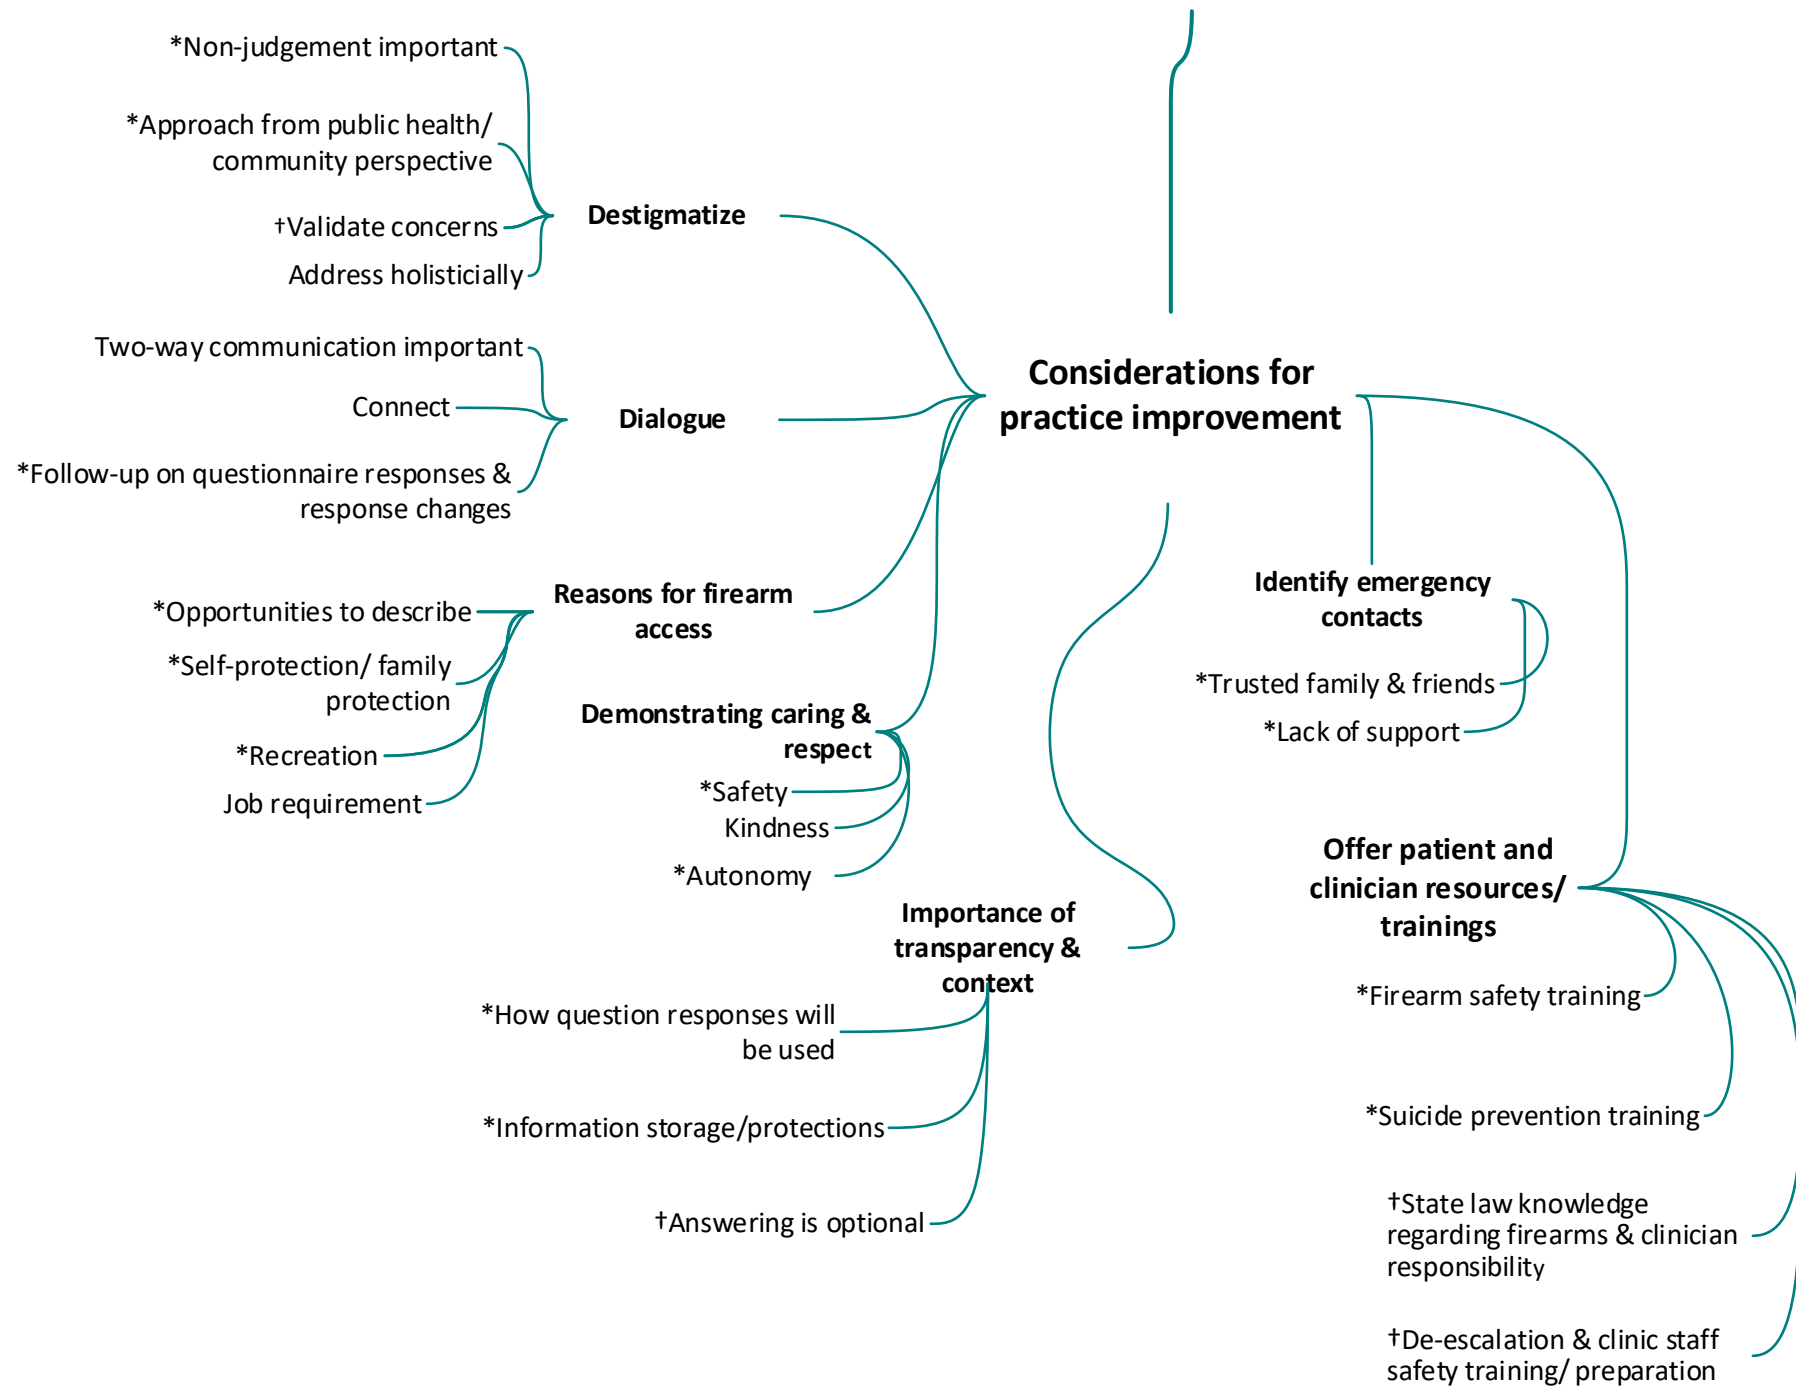 *Non-judgement important
*Approach from public health/
community perspective
†Validate concerns
Address holisticially
Destigmatize
Two-way communication important
Connect
*Follow-up on questionnaire responses &
response changes
Dialogue
Considerations for
practice improvement
Reasons for firearm
access
*Opportunities to describe
*Self-protection/ family
protection
*Recreation
Job requirement
Demonstrating caring &
respect
*Safety
Kindness
*Autonomy
Importance of
transparency &
context
*How question responses will
be used
*Information storage/protections
†Answering is optional
Identify emergency
contacts
*Trusted family & friends
*Lack of support
Offer patient and
clinician resources/
trainings
*Firearm safety training
*Suicide prevention training
†State law knowledge
regarding firearms & clinician
responsibility
†De-escalation & clinic staff
safety training/ preparation